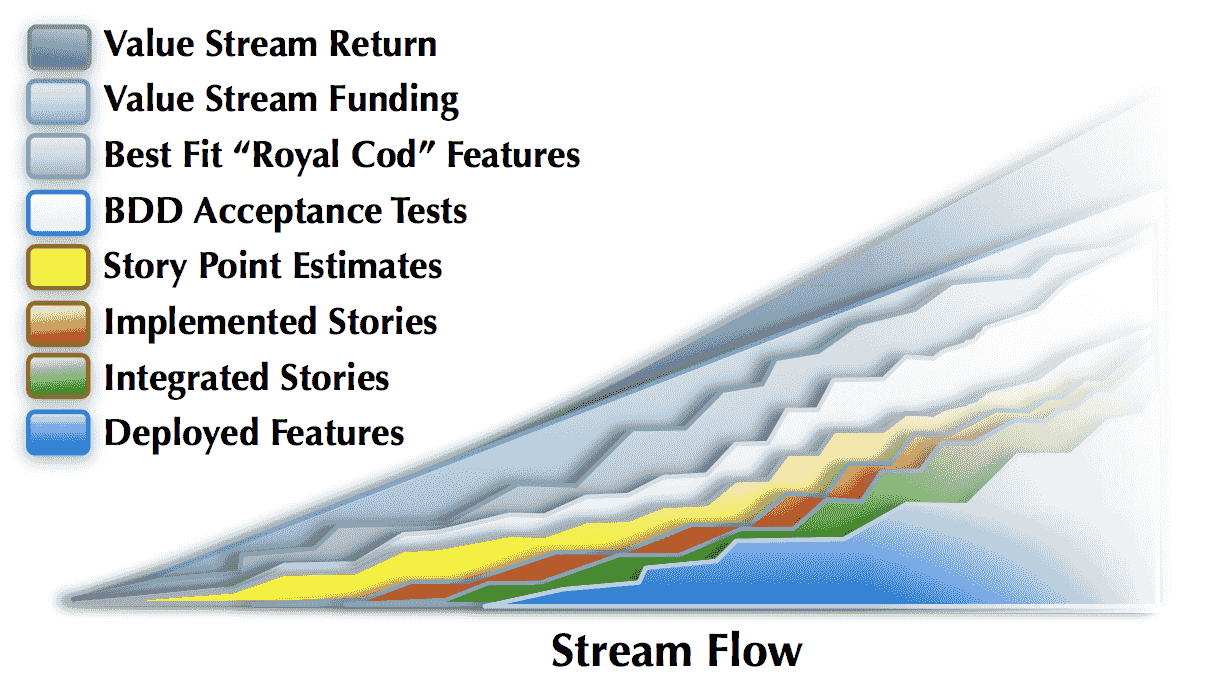 Value Stream Return
Value Stream Funding
Best Fit “Royal Cod” Features
BDD Acceptance Tests
Story Point Estimates
Implemented Stories
Integrated Stories
Deployed Features
Stream Flow